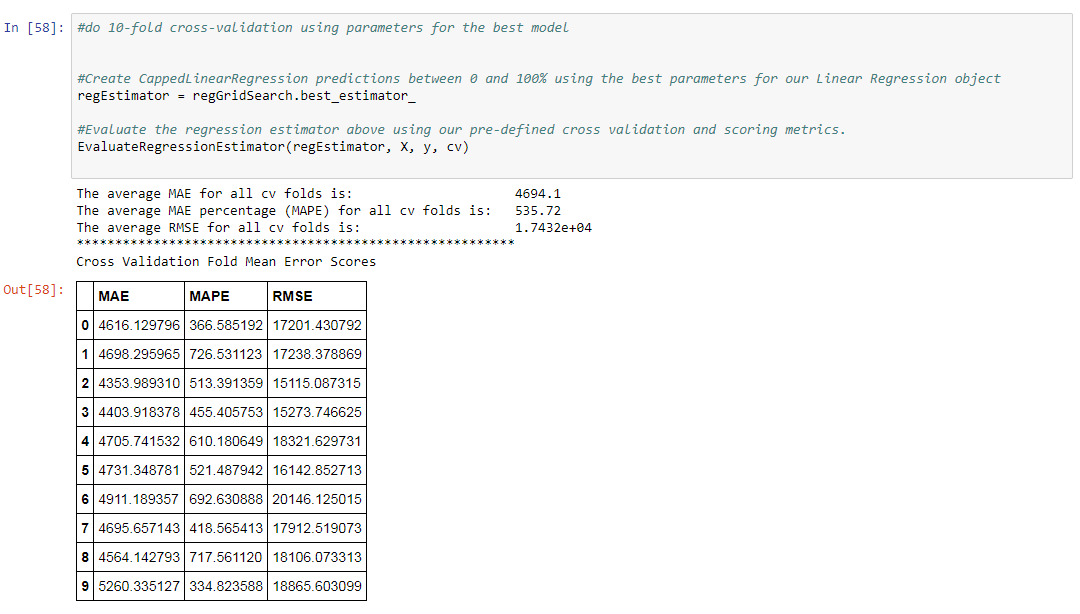 In [58]: #do 10-fold cross-validation using parameters for the best model
#Create CappedLinearRegression predictions between 0 and 100% using the best parameters for our Linear Regression object
regEstimator = regGridSearch.best_estimator_
#Evaluate the regression estimator above using our pre-defined cross validation and scoring metrics.
EvaluateRegressionEstimator(regEstimator, X, y, cv)
The average MAE for all cv folds is: 4694.1
The average MAE percentage (MAPE) for all cv folds is: 535.72
The average RMSE for all cv folds is: 1.7432e+04
*********************************************************
Cross Validation Fold Mean Error Scores
Out[58]:
MAE MAPE RMSE
0 4616.129796 366.585192 17201.430792
1 4698.295965 726.531123 17238.378869
2 4353.989310 513.391359 15115.087315
3 4403.918378 455.405753 15273.746625
4 4705.741532 610.180649 18321.629731
5 4731.348781 521.487942 16142.852713
6 4911.189357 692.630888 20146.125015
7 4695.657143 418.565413 17912.519073
8 4564.142793 717.561120 18106.073313
9 5260.335127 334.823588 18865.603099